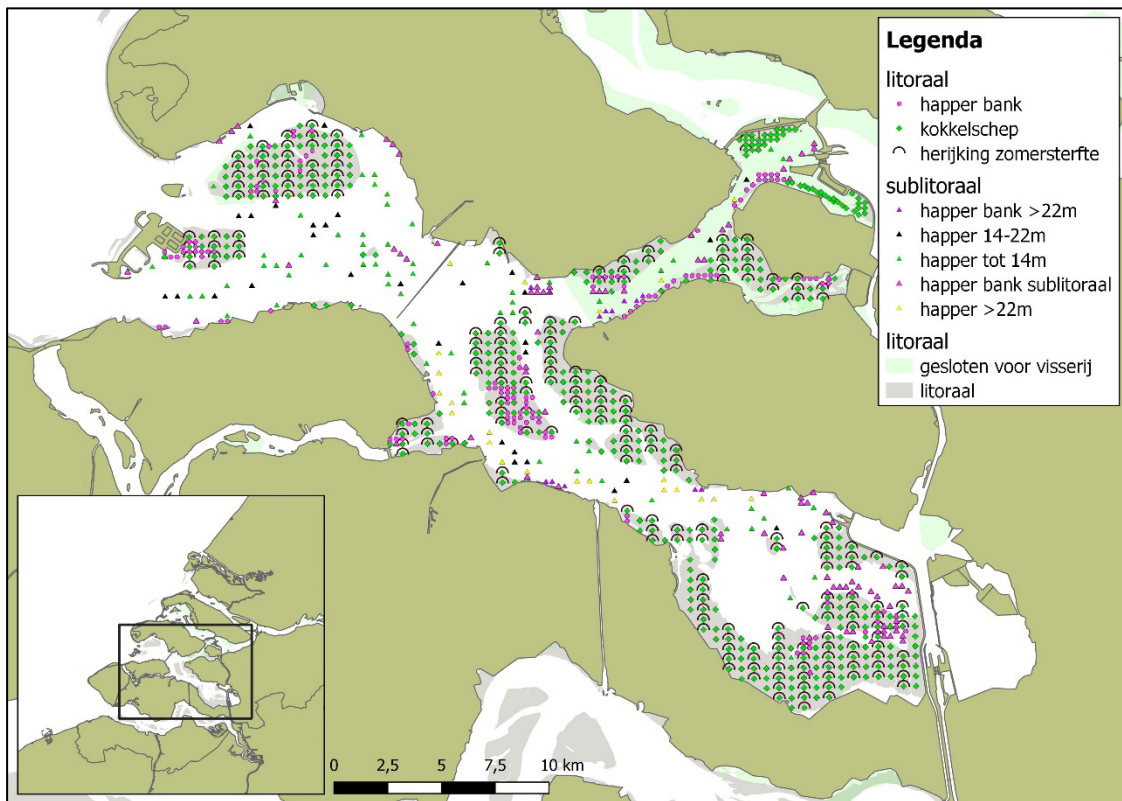 Legenda
litoraal
happer bank
kokkelschep
herijking zomersterfte
sublitoraal
happer bank >22m
happer 14-22m
happer tot 14m
happer bank sublitoraal
happer >22m
litoraal
gesloten voor visserij
litoraal
0 2,5 5 7,5 10 km